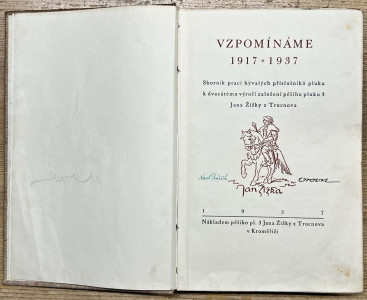 VZPOMÍNÁME
1917 * 1937
Sborník prací bývalých příslušníků pluku
k dvacátému výročí založení pěšího pluku 3
Jana Žižky z Trocnova
Jan Žižka
1 9 3 7
Nákladem pěšího pl. 3 Jana Žižky z Trocnova
v Kroměříži